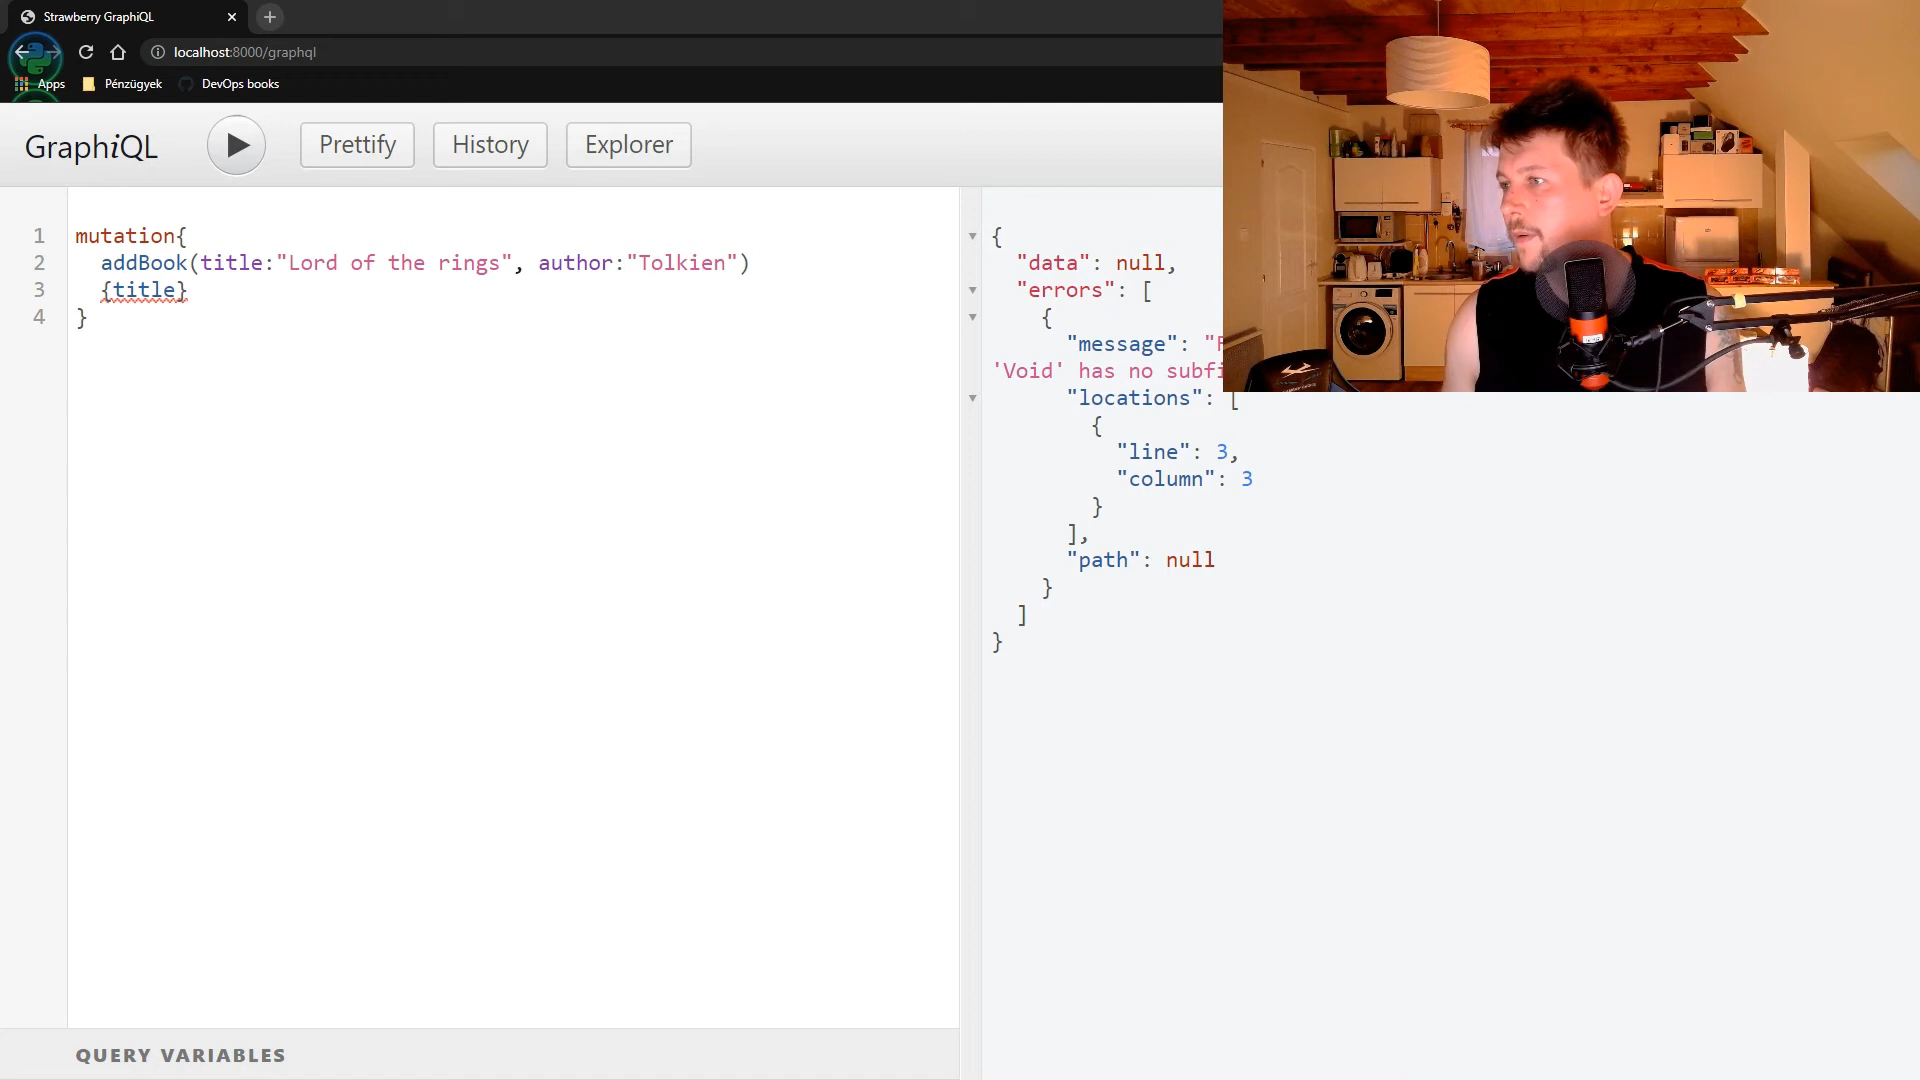 Strawberry GraphiQL
localhost:8000/graphql
Apps
Pénzügyek
DevOps books
GraphiQL
Prettify
History
Explorer
1 mutation{
2 addBook(title:"Lord of the rings", author:"Tolkien")
3 {title}
4 }
{
"data": null,
"errors": [
{
"message": "
'Void' has no
"locations": [
{
"line": 3,
"column": 3
}
],
"path": null
}
]
}
QUERY VARIABLES